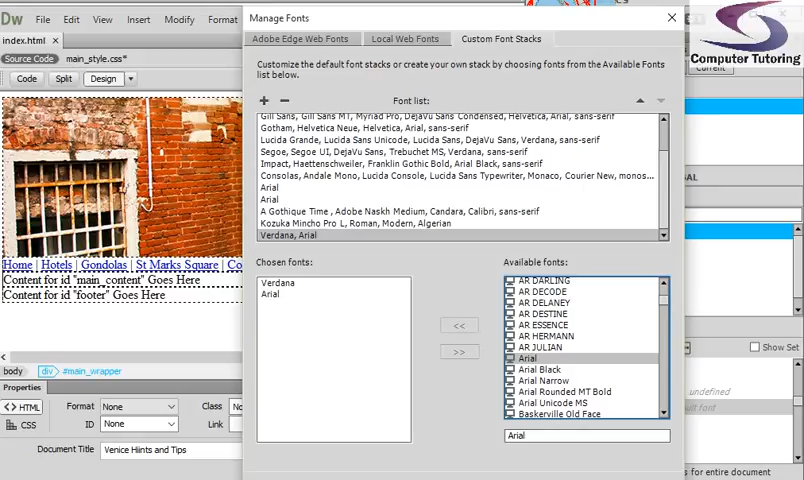 Dw File Edit View Insert Modify Format
index.html ×
Source Code main_style.css*
Code Split Design
Manage Fonts
Adobe Edge Web Fonts Local Web Fonts Custom Font Stacks
Customize the default font stacks or create your own stack by choosing fonts from the Available Fonts
list below.
Font list:
Gill Sans, Gill Sans MT, Myriad Pro, DejaVu Sans Condensed, Helvetica, Arial, sans-serif
Gotham, Helvetica Neue, Helvetica, Arial, sans-serif
Lucida Grande, Lucida Sans Unicode, Lucida Sans, DejaVu Sans, Verdana, sans-serif
Segoe, Segoe UI, DejaVu Sans, Trebuchet MS, Verdana, sans-serif
Impact, Haettenschweiler, Franklin Gothic Bold, Arial Black, sans-serif
Consolas, Andale Mono, Lucida Console, Lucida Sans Typewriter, Monaco, Courier New, monos...
Arial
Arial
A Gothique Time , Adobe Naskh Medium, Candara, Calibri, sans-serif
Kozuka Mincho Pro L, Roman, Modern, Algerian
Verdana, Arial
Chosen fonts:
Verdana
Arial
<<
>>
Available fonts:
AR DARLING
AR DECODE
AR DELANEY
AR DESTINE
AR ESSENCE
AR HERMANN
AR JULIAN
Arial
Arial Black
Arial Narrow
Arial Rounded MT Bold
Arial Unicode MS
Baskerville Old Face
Arial
Computer Tutoring
Current
Show Set
undefined
s for entire document
Home | Hotels | Gondolas | St Marks Square | Co
Content for id "main_content" Goes Here
Content for id "footer" Goes Here
body div #main_wrapper
Properties
<> HTML
CSS
Format None
Class
ID None
Link
Document Title Venice Hiints and Tips